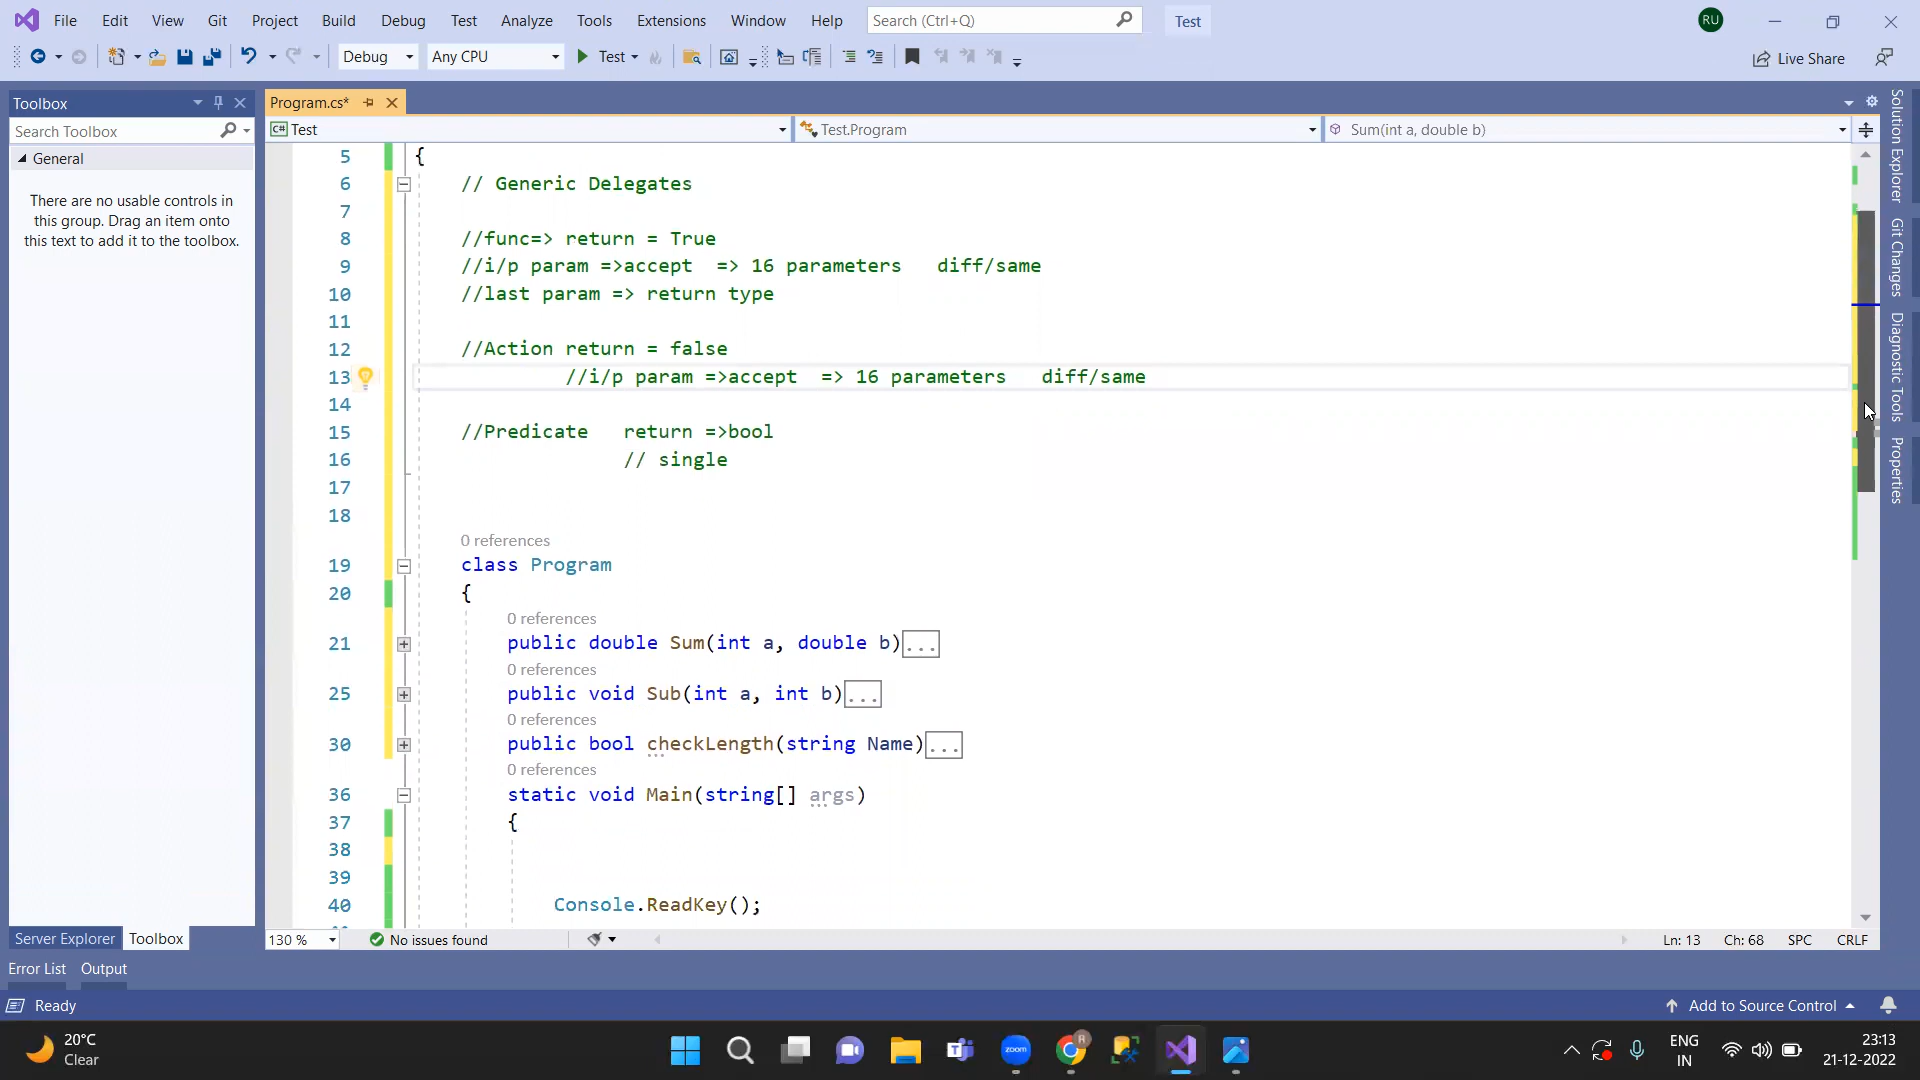 File Edit View Git Project Build Debug Test Analyze Tools Extensions Window Help Search (Ctrl+Q) Test RU
Debug Any CPU Test Live Share
Toolbox
Search Toolbox
General
There are no usable controls in
this group. Drag an item onto
this text to add it to the toolbox.
Server Explorer Toolbox
Program.cs*
C# Test Test.Program Sum(int a, double b)
5 {
6 // Generic Delegates
7
8 //func=> return = True
9 //i/p param =>accept => 16 parameters diff/same
10 //last param => return type
11
12 //Action return = false
13 //i/p param =>accept => 16 parameters diff/same
14
15 //Predicate return =>bool
16 // single
17
18
0 references
19 class Program
20 {
0 references
21 public double Sum(int a, double b)...
0 references
25 public void Sub(int a, int b)...
0 references
30 public bool checkLength(string Name)...
0 references
36 static void Main(string[] args)
37 {
38
39
40 Console.ReadKey();
130 % No issues found Ln: 13 Ch: 68 SPC CRLF
Solution Explorer
Git Changes
Diagnostic Tools
Properties
Error List Output
Ready Add to Source Control
20°C
Clear
zoom
R
ENG
IN
23:13
21-12-2022